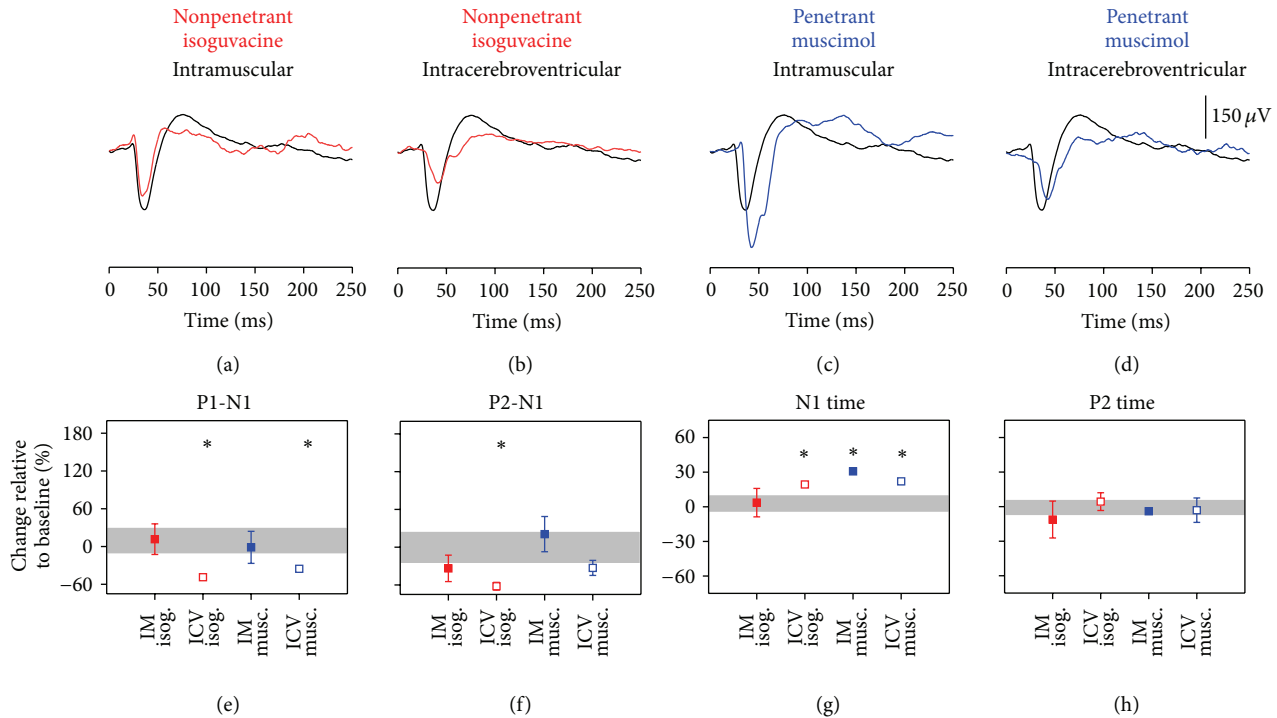 Nonpenetrant
isoguvacine
Intramuscular
Nonpenetrant
isoguvacine
Intracerebroventricular
Penetrant
muscimol
Intramuscular
Penetrant
muscimol
Intracerebroventricular
150 μV
0 50 100 150 200 250
Time (ms)
(a)
0 50 100 150 200 250
Time (ms)
(b)
0 50 100 150 200 250
Time (ms)
(c)
0 50 100 150 200 250
Time (ms)
(d)
P1-N1
Change relative
to baseline (%)
180
120
60
0
−60
* *
IM
isog.
ICV
isog.
IM
musc.
ICV
musc.
(e)
P2-N1
*
IM
isog.
ICV
isog.
IM
musc.
ICV
musc.
(f)
N1 time
60
30
0
−30
−60
* * *
IM
isog.
ICV
isog.
IM
musc.
ICV
musc.
(g)
P2 time
60
30
0
−30
−60
IM
isog.
ICV
isog.
IM
musc.
ICV
musc.
(h)